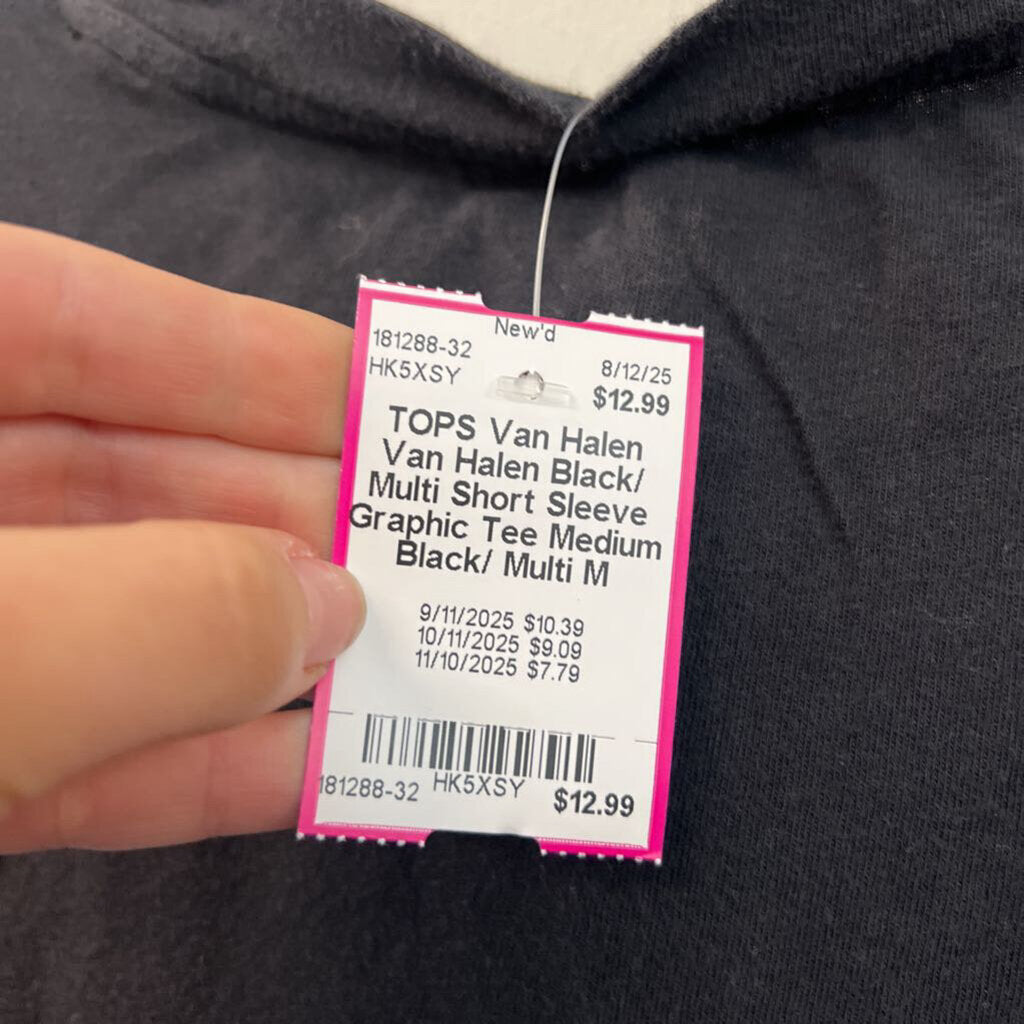 New'd
181288-32
HK5XSY
8/12/25
$12.99
TOPS Van Halen
Van Halen Black/
Multi Short Sleeve
Graphic Tee Medium
Black/ Multi M
9/11/2025 $10.39
10/11/2025 $9.09
11/10/2025 $7.79
181288-32 HK5XSY $12.99